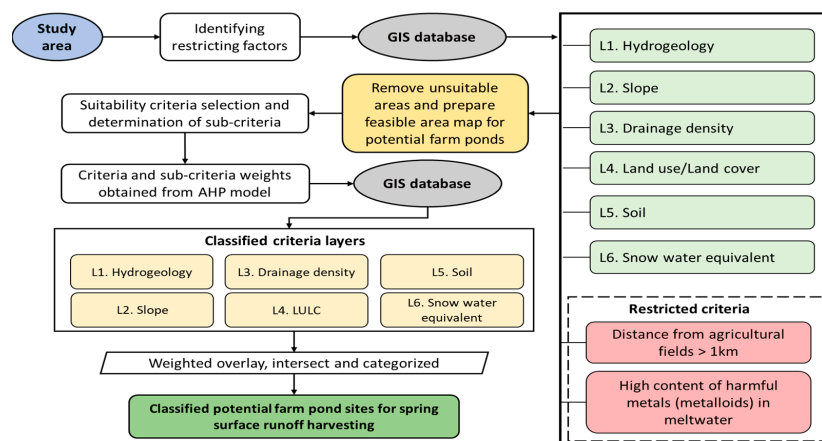 Study
area
Identifying
restricting factors
GIS database
L1. Hydrogeology
L2. Slope
L3. Drainage density
L4. Land use/Land cover
L5. Soil
L6. Snow water equivalent
Restricted criteria
Distance from agricultural
fields > 1km
High content of harmful
metals (metalloids) in
meltwater
Remove unsuitable
areas and prepare
feasible area map for
potential farm ponds
Suitability criteria selection and
determination of sub-criteria
Criteria and sub-criteria weights
obtained from AHP model
GIS database
Classified criteria layers
L1. Hydrogeology
L3. Drainage density
L5. Soil
L2. Slope
L4. LULC
L6. Snow water
equivalent
Weighted overlay, intersect and categorized
Classified potential farm pond sites for spring
surface runoff harvesting